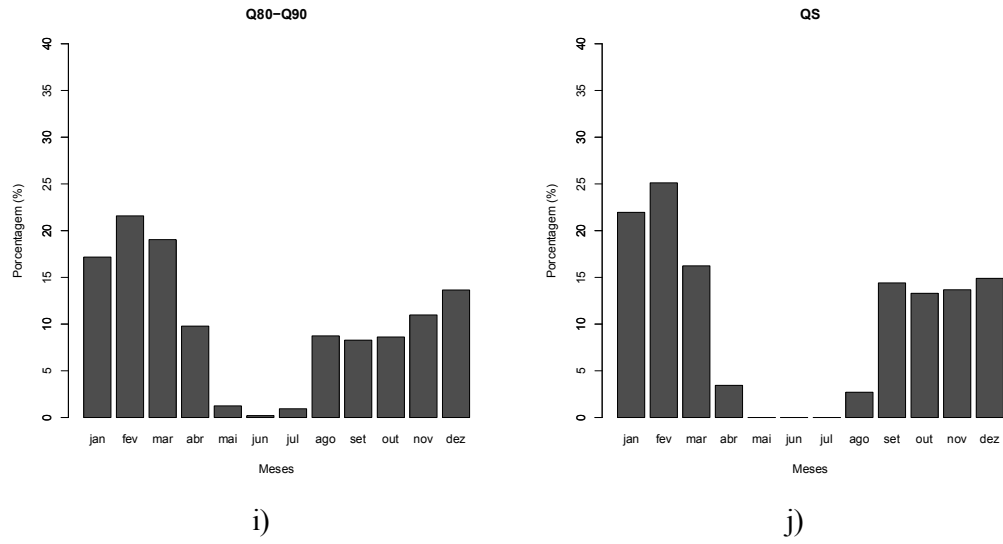 Q80−Q90
Porcentagem (%)
40
35
30
25
20
15
10
5
0
jan fev mar abr mai jun jul ago set out nov dez
Meses
i)
QS
Porcentagem (%)
40
35
30
25
20
15
10
5
0
jan fev mar abr mai jun jul ago set out nov dez
Meses
j)